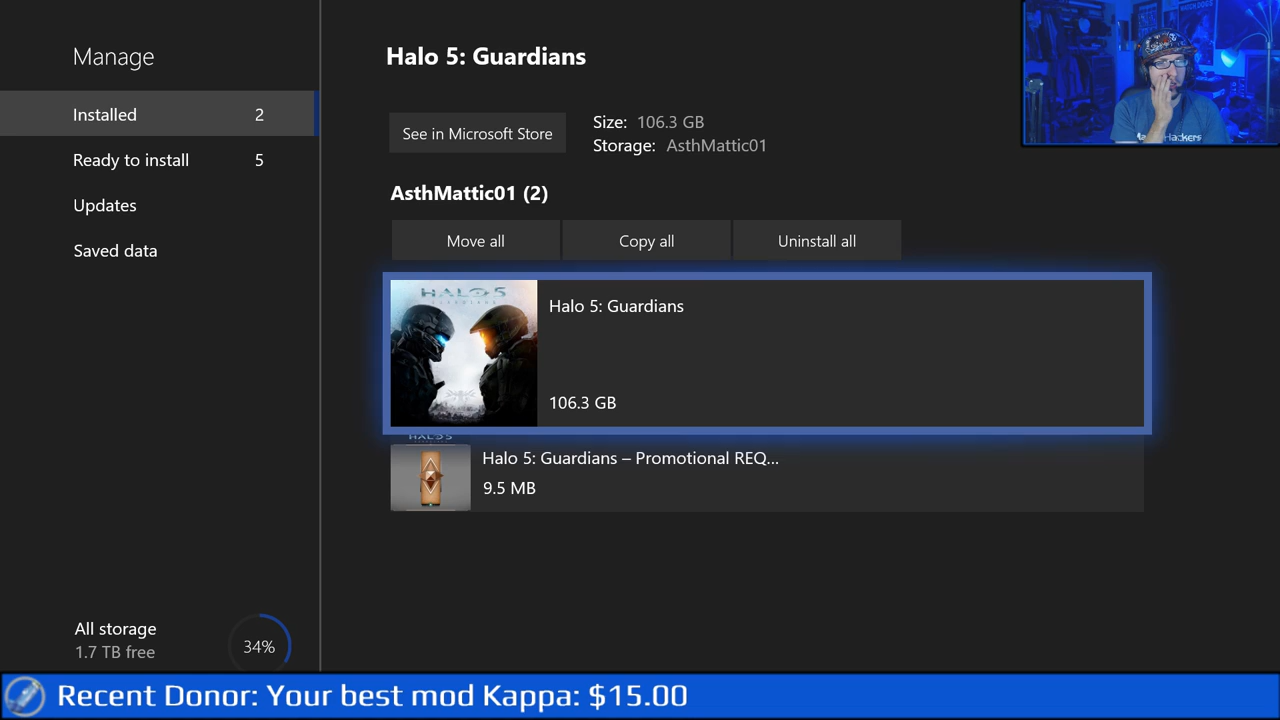 Manage
Installed 2
Ready to install 5
Updates
Saved data
All storage
1.7 TB free
34%
Halo 5: Guardians
See in Microsoft Store
Size: 106.3 GB
Storage: AsthMattic01
AsthMattic01 (2)
Move all
Copy all
Uninstall all
HALO 5
GUARDIANS
Halo 5: Guardians
106.3 GB
HALO 5
Halo 5: Guardians – Promotional REQ...
9.5 MB
Recent Donor: Your best mod Kappa: $15.00